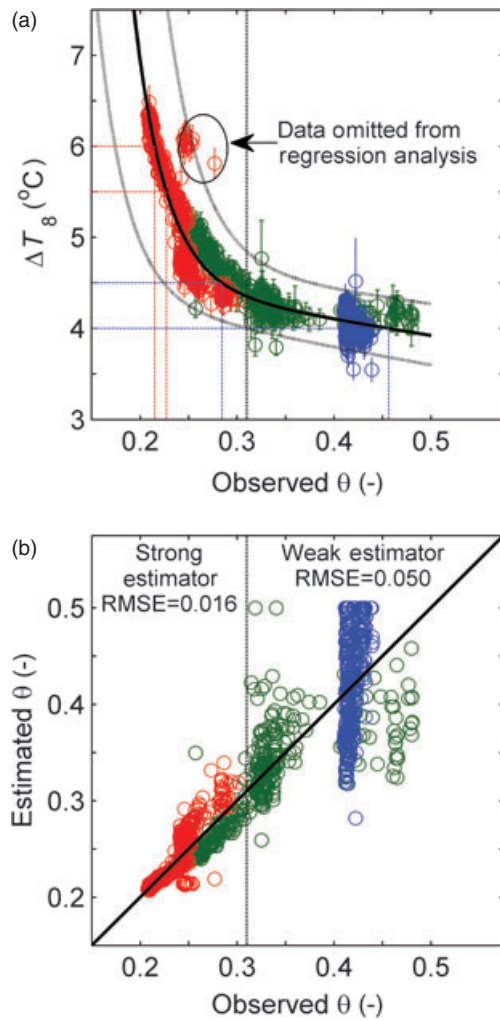 (a)
7
6
5
4
3
ΔT8 (°C)
Data omitted from
regression analysis
0.2 0.3 0.4 0.5
Observed θ (-)
(b)
Strong
estimator
RMSE=0.016
Weak estimator
RMSE=0.050
0.5
0.4
0.3
0.2
Estimated θ (-)
0.2 0.3 0.4 0.5
Observed θ (-)